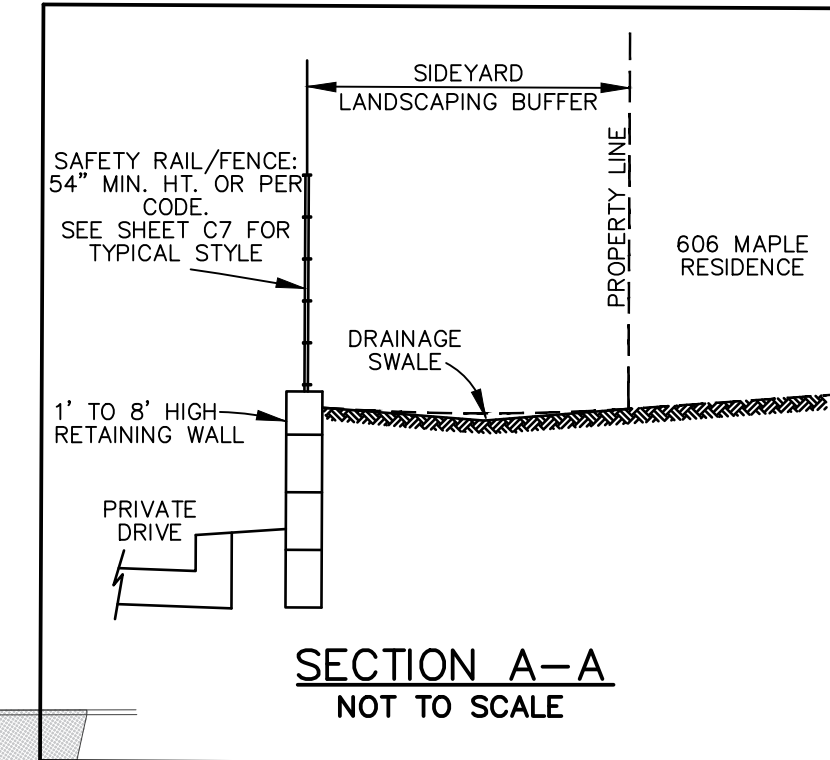 SIDEYARD
LANDSCAPING BUFFER
SAFETY RAIL/FENCE:
54" MIN. HT. OR PER
CODE.
SEE SHEET C7 FOR
TYPICAL STYLE
PROPERTY LINE
606 MAPLE
RESIDENCE
DRAINAGE
SWALE
1' TO 8' HIGH
RETAINING WALL
PRIVATE
DRIVE
SECTION A-A
NOT TO SCALE